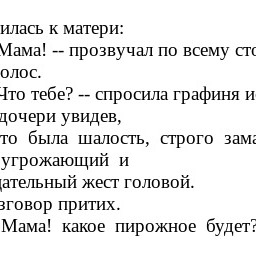 илась к матери:
Мама! -- прозвучал по всему сто
олос.
Что тебе? -- спросила графиня и
дочери увидев,
то была шалость, строго зама
угрожающий и
дательный жест головой.
зговор притих.
Мама! какое пирожное будет?